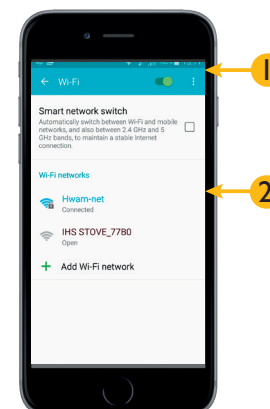 Wi-Fi
1
Smart network switch
Automatically switch between Wi-Fi and mobile
networks, and also between 2.4 GHz and 5
GHz bands, to maintain a stable Internet
connection.
Wi-Fi networks
2
Hwam-net
Connected
IHS STOVE_77B0
Open
+ Add Wi-Fi network